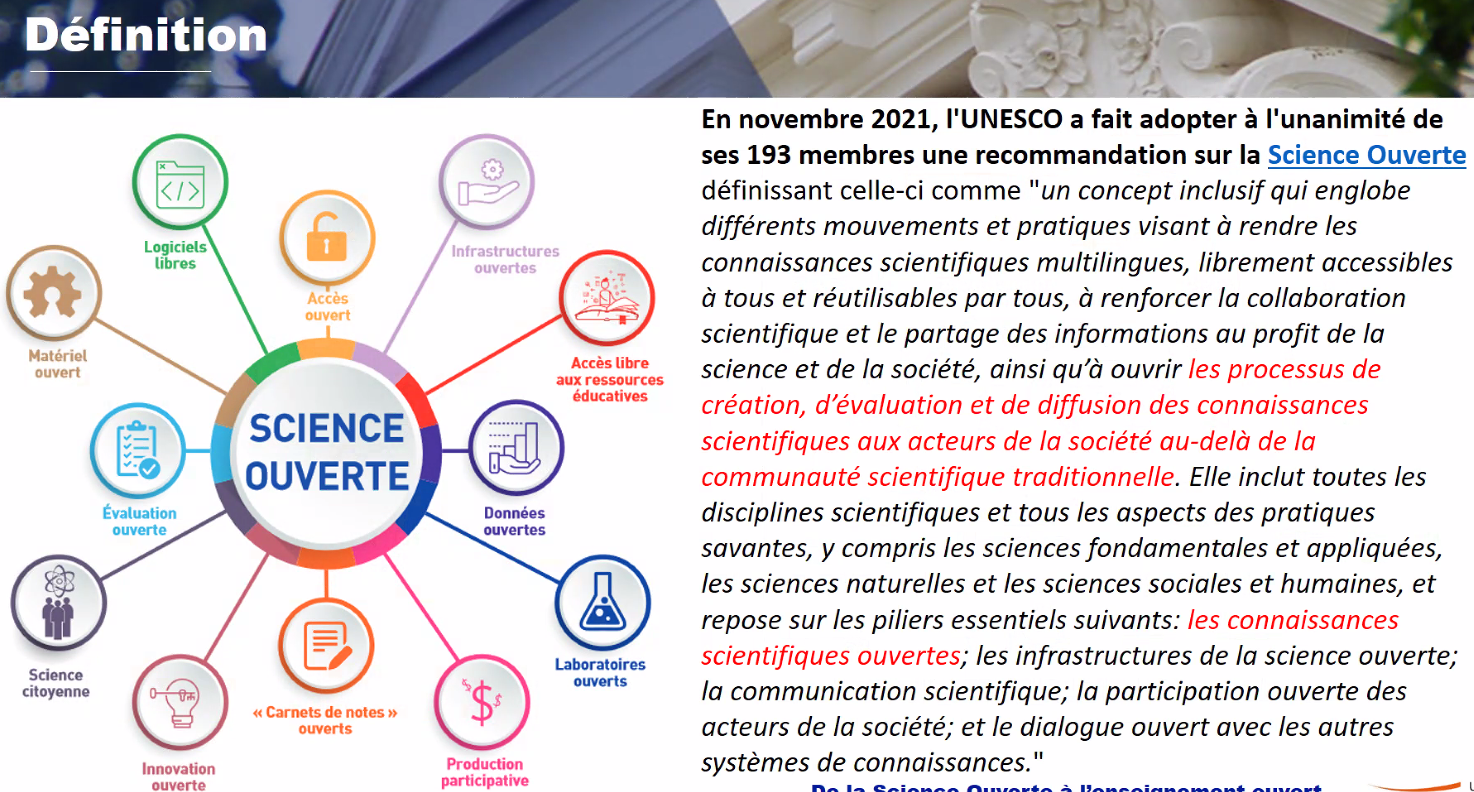 Définition
En novembre 2021, l'UNESCO a fait adopter à l'unanimité de
ses 193 membres une recommandation sur la Science Ouverte
définissant celle-ci comme "un concept inclusif qui englobe
différents mouvements et pratiques visant à rendre les
connaissances scientifiques multilingues, librement accessibles
à tous et réutilisables par tous, à renforcer la collaboration
scientifique et le partage des informations au profit de la
science et de la société, ainsi qu’à ouvrir les processus de
création, d’évaluation et de diffusion des connaissances
scientifiques aux acteurs de la société au-delà de la
communauté scientifique traditionnelle. Elle inclut toutes les
disciplines scientifiques et tous les aspects des pratiques
savantes, y compris les sciences fondamentales et appliquées,
les sciences naturelles et les sciences sociales et humaines, et
repose sur les piliers essentiels suivants: les connaissances
scientifiques ouvertes; les infrastructures de la science ouverte;
la communication scientifique; la participation ouverte des
acteurs de la société; et le dialogue ouvert avec les autres
systèmes de connaissances."
SCIENCE
OUVERTE
Accès
ouvert
Infrastructures
ouvertes
Accès libre
aux ressources
éducatives
Données
ouvertes
Laboratoires
ouverts
Production
participative
« Carnets de notes »
ouverts
Innovation
ouverte
Science
citoyenne
Évaluation
ouverte
Matériel
ouvert
Logiciels
libres
De la Science Ouverte à l’enseignement ouvert